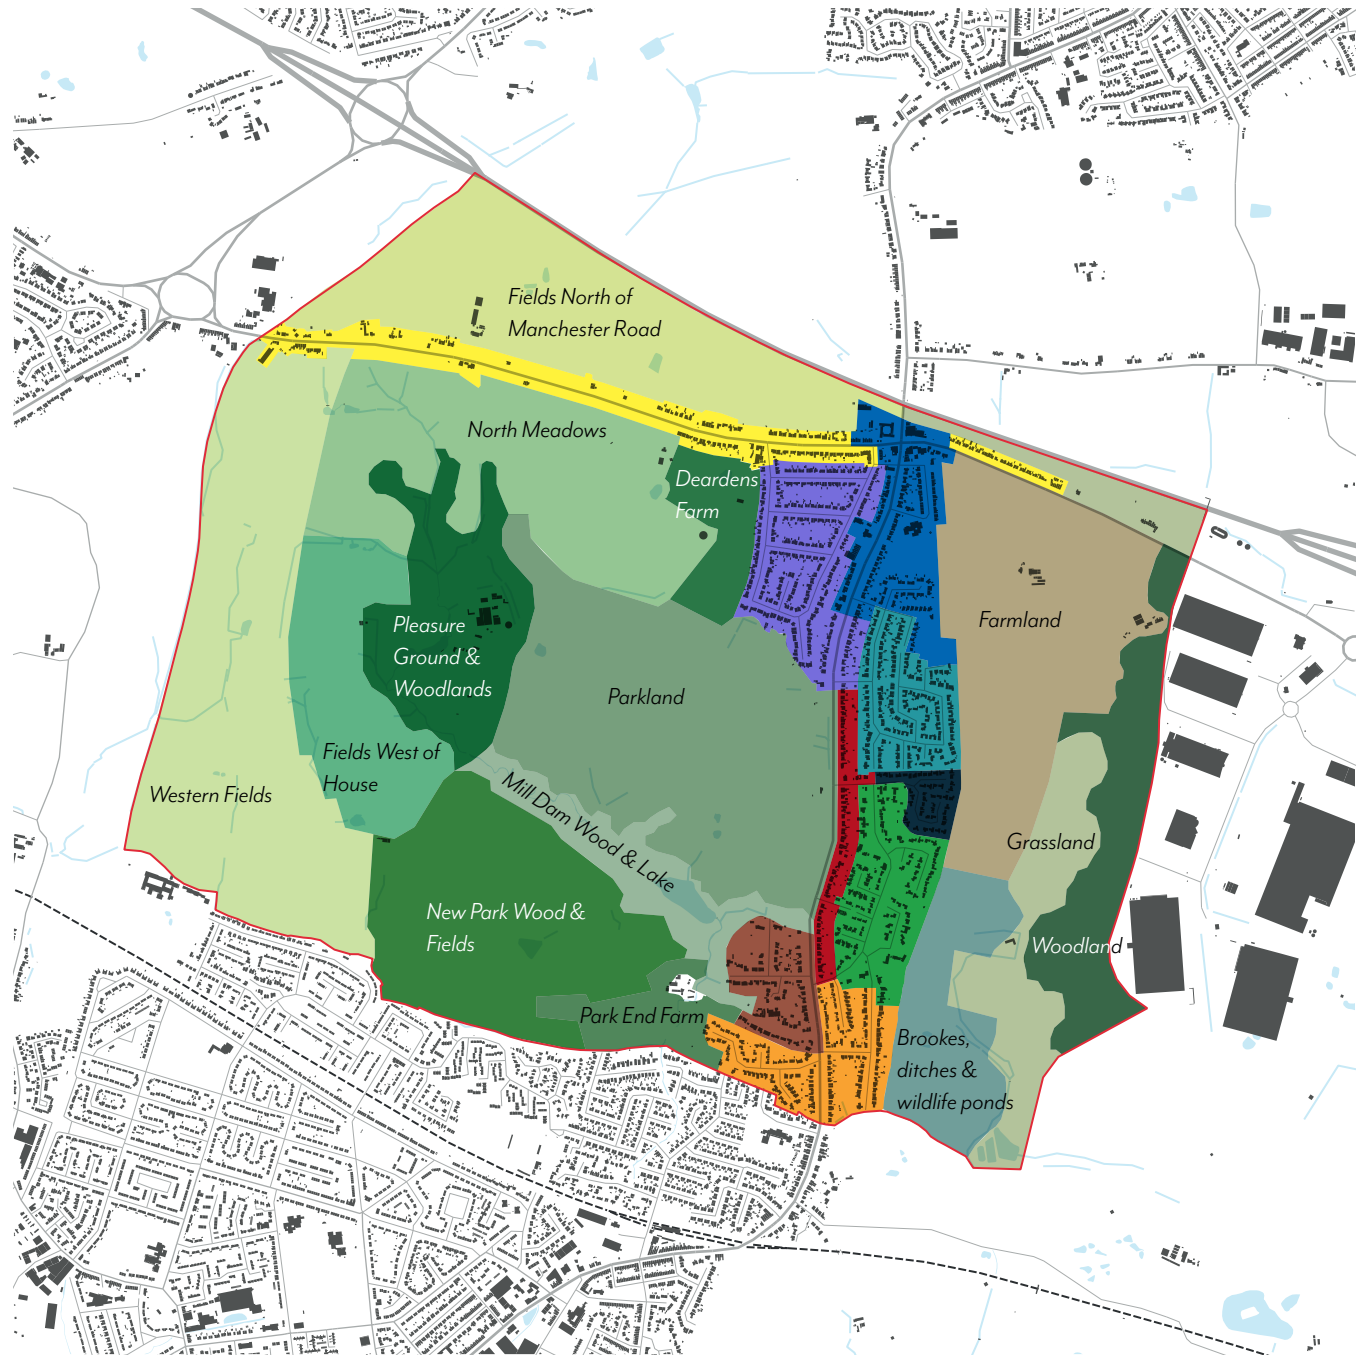 Fields North of
Manchester Road
North Meadows
Deardens
Farm
Pleasure
Ground &
Woodlands
Farmland
Parkland
Fields West of
House
Western Fields
Mill Dam Wood & Lake
Grassland
New Park Wood &
Fields
Woodland
Park End Farm
Brookes,
ditches &
wildlife ponds